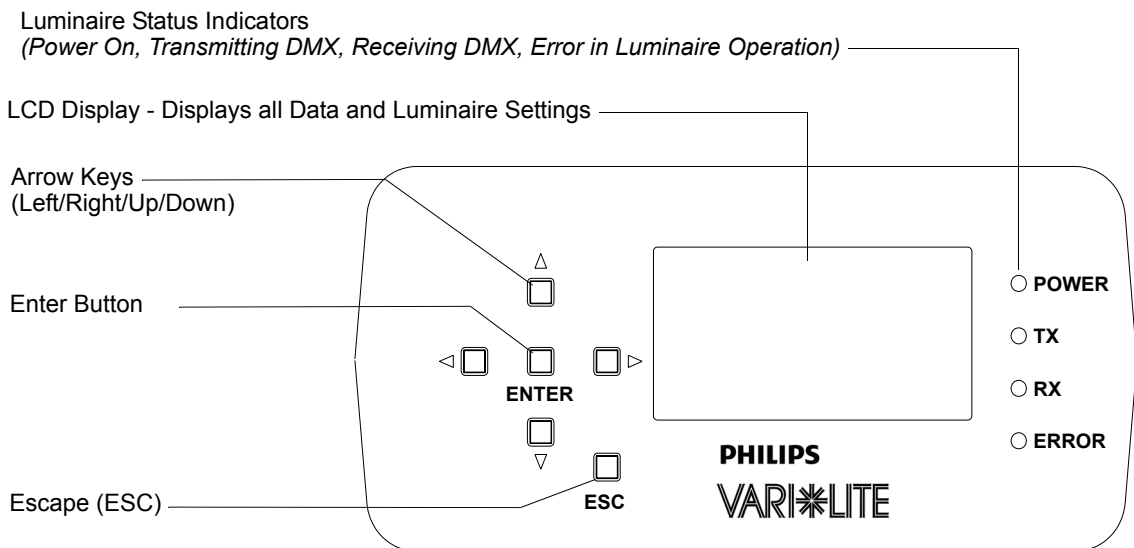 Luminaire Status Indicators
(Power On, Transmitting DMX, Receiving DMX, Error in Luminaire Operation)
LCD Display - Displays all Data and Luminaire Settings
Arrow Keys
(Left/Right/Up/Down)
Enter Button
Escape (ESC)
ENTER
ESC
PHILIPS
VARI*LITE
POWER
TX
RX
ERROR